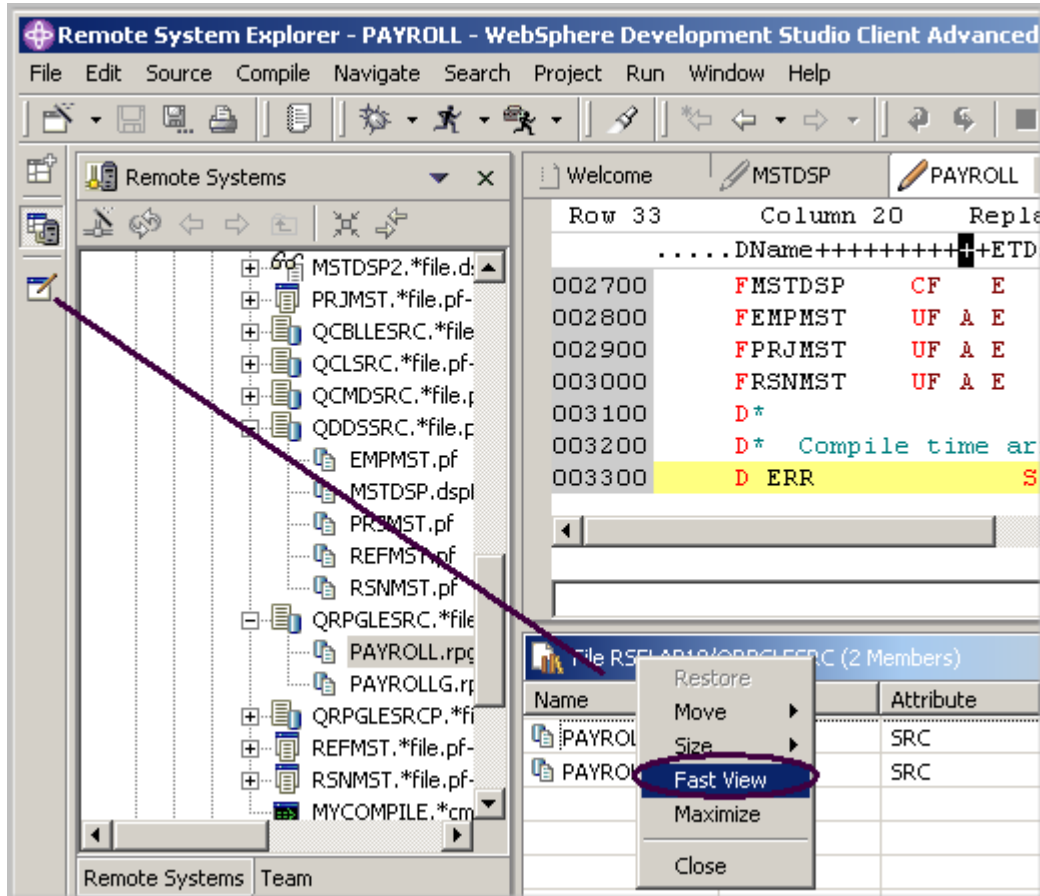 Remote System Explorer - PAYROLL - WebSphere Development Studio Client Advanced
File Edit Source Compile Navigate Search Project Run Window Help
Remote Systems
Welcome MSTDSP PAYROLL
Row 33 Column 20 Repla
.....DName++++++++++++ETD
MSTDSP2.*file.d
PRJMST.*file.pf-
QCBLLESRC.*file
QCLSRC.*file.pf-
QCMDSRC.*file.p
QDDSSRC.*file.p
EMPMST.pf
MSTDSP.dspf
PRJMST.pf
REFMST.pf
RSNMST.pf
QRPGLESRC.*file
PAYROLL.rpg
PAYROLLG.rp
QRPGLESRCP.*fi
REFMST.*file.pf-
RSNMST.*file.pf-
MYCOMPILE.*cm
Remote Systems Team
002700 FMSTDSP CF E
002800 FEMPMST UF A E
002900 FPRJMST UF A E
003000 FRSNMST UF A E
003100 D*
003200 D* Compile time ar
003300 D ERR S
File RSELAB19/QRPGLESRC (2 Members)
Name Attribute
PAYROL SRC
PAYROL SRC
Restore
Move
Size
Fast View
Maximize
Close